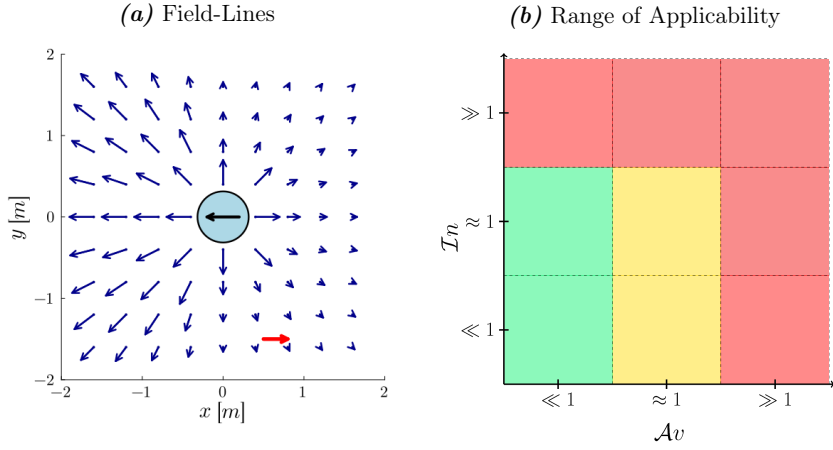 (a) Field-Lines
2
1
0
−1
−2
y [m]
−2
−1
0
1
2
x [m]
(b) Range of Applicability
≫ 1
≈ 1
≪ 1
In
≪ 1
≈ 1
≫ 1
Av